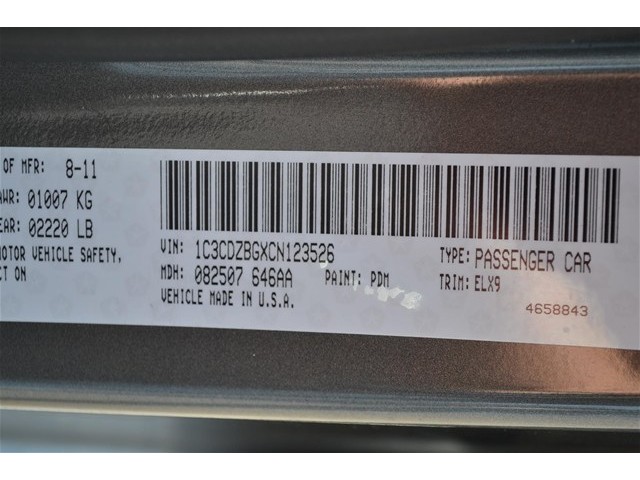 OF MFR: 8-11
AWR: 01007 KG
EAR: 02220 LB
MOTOR VEHICLE SAFETY,
CT ON
VIN: 1C3CDZBGXCN123526
TYPE: PASSENGER CAR
MDH: 082507 646AA
PAINT: PDM
TRIM: ELX9
VEHICLE MADE IN U.S.A.
4658843